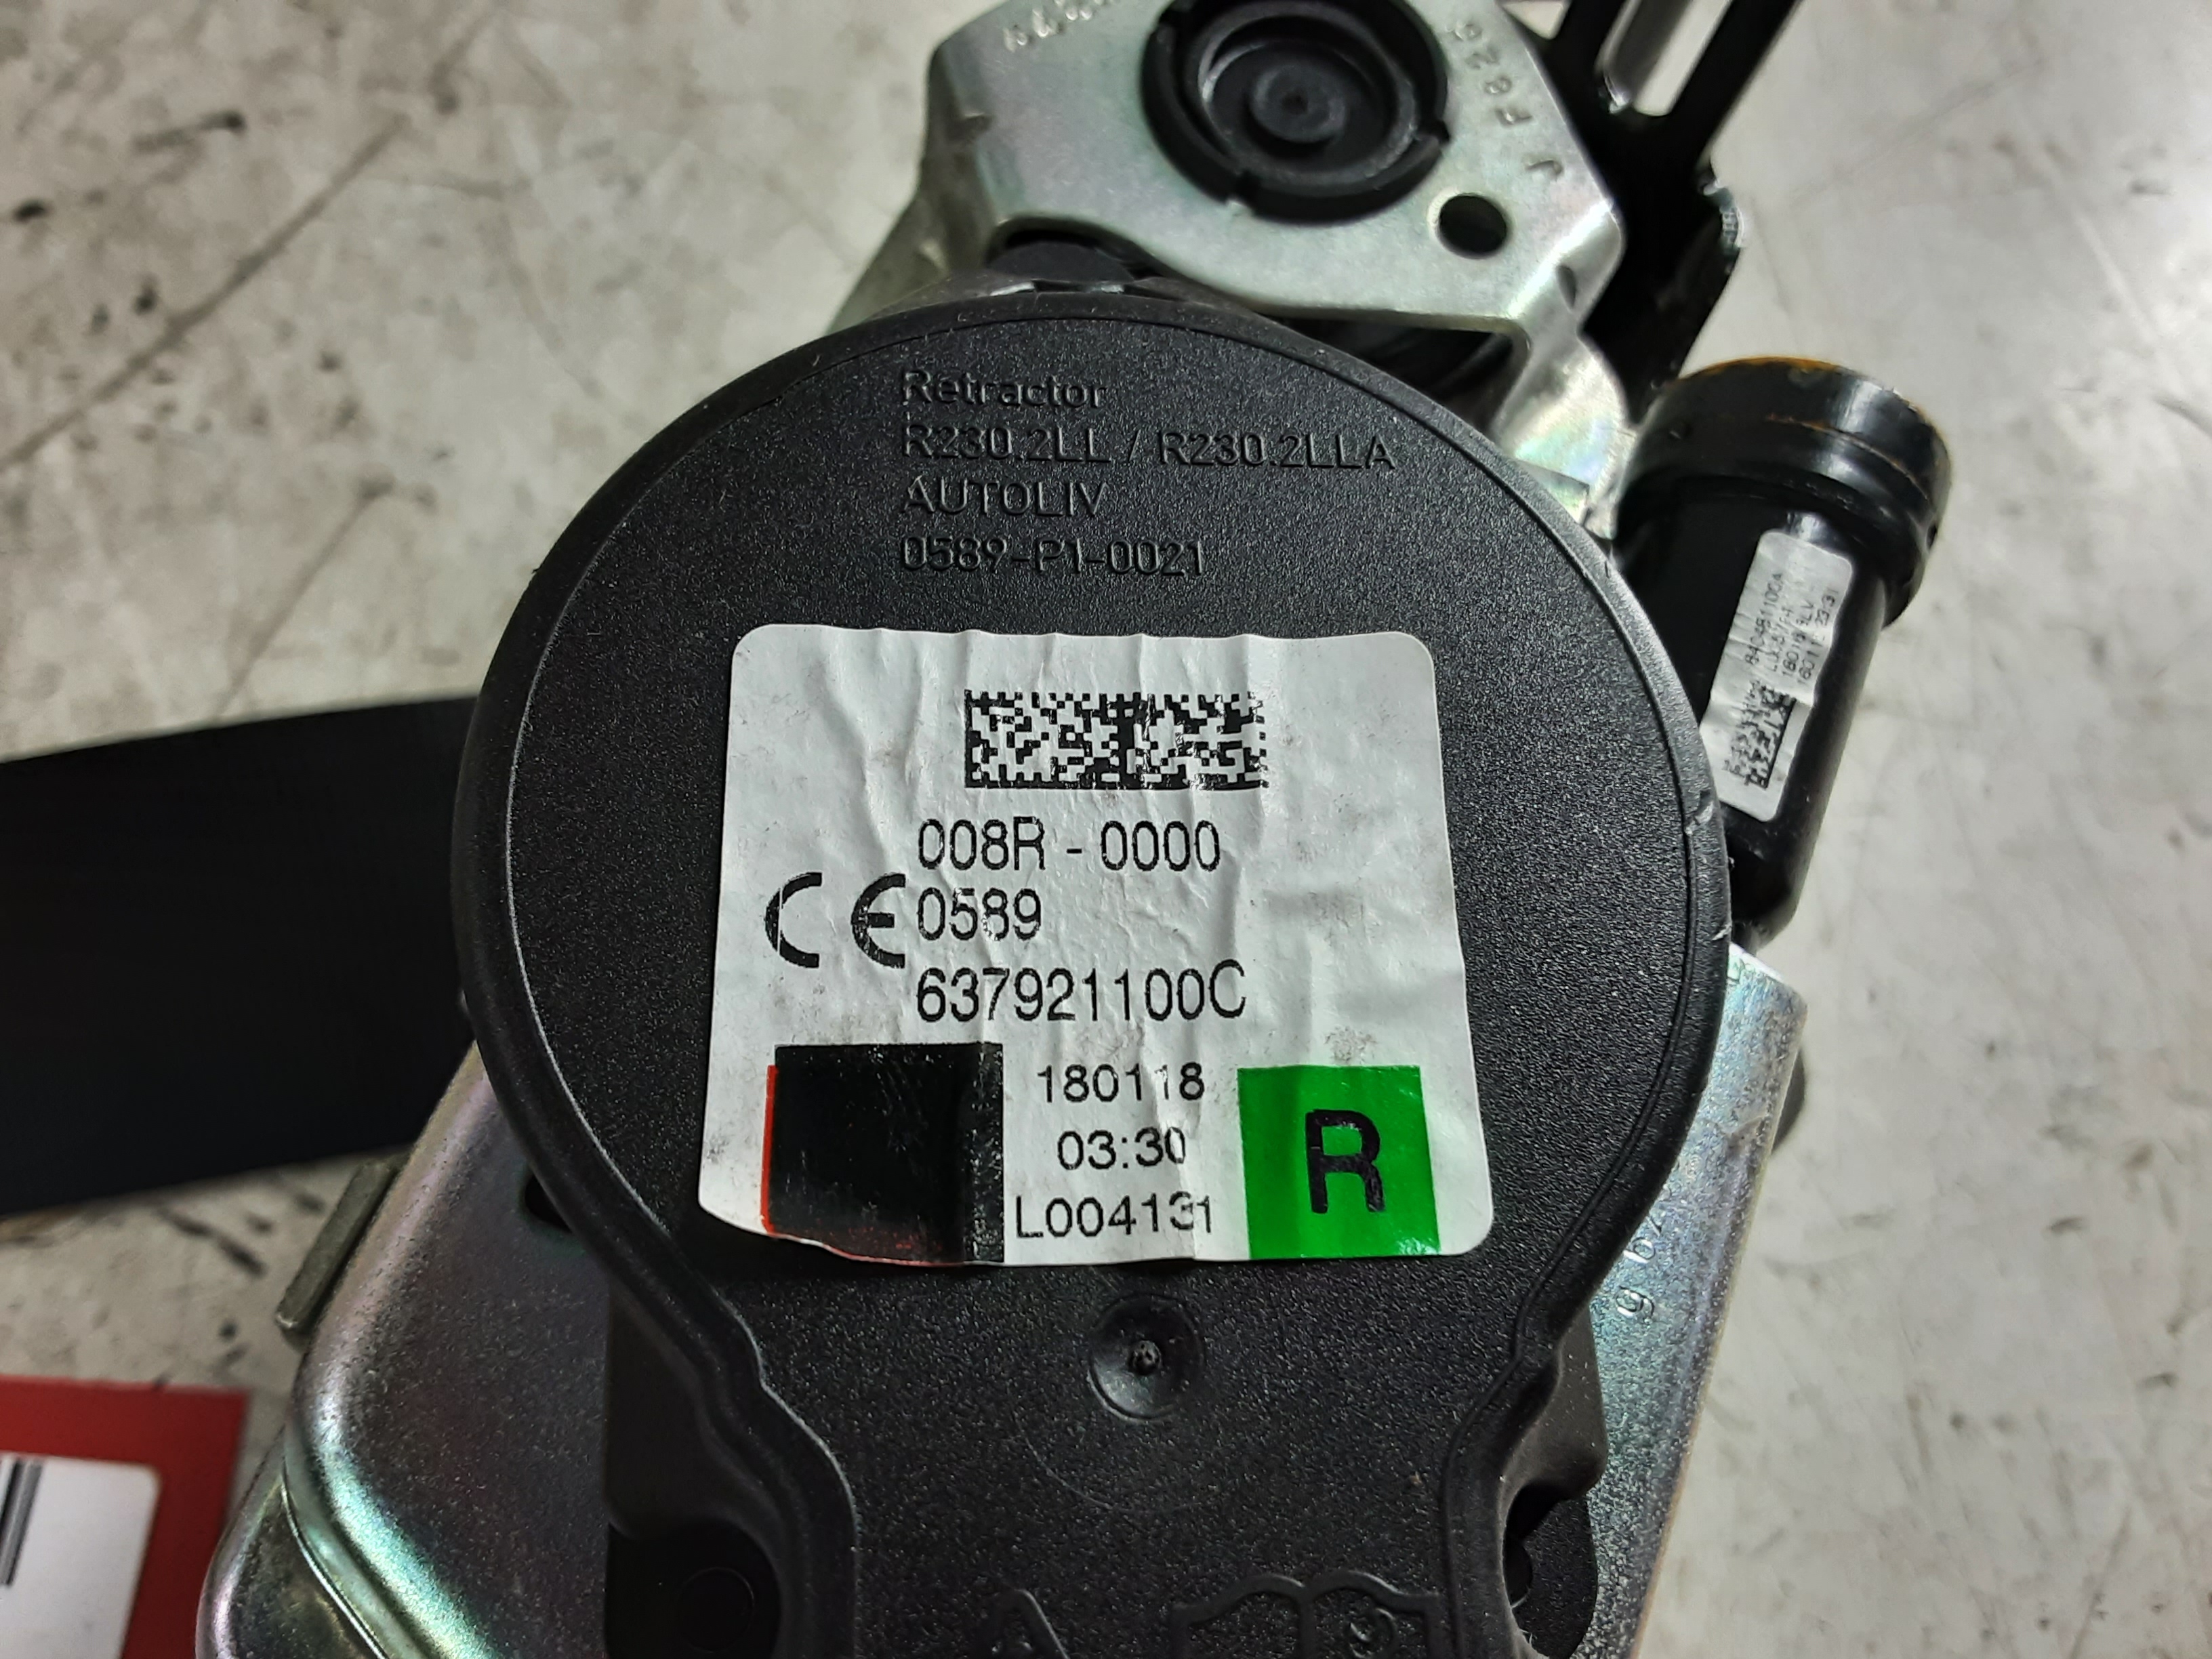 Retractor
R230.2LL / R230.2LLA
AUTOLIV
0589-P1-0021
008R - 0000
CE 0589
637921100C
180118
03:30
L004131
R